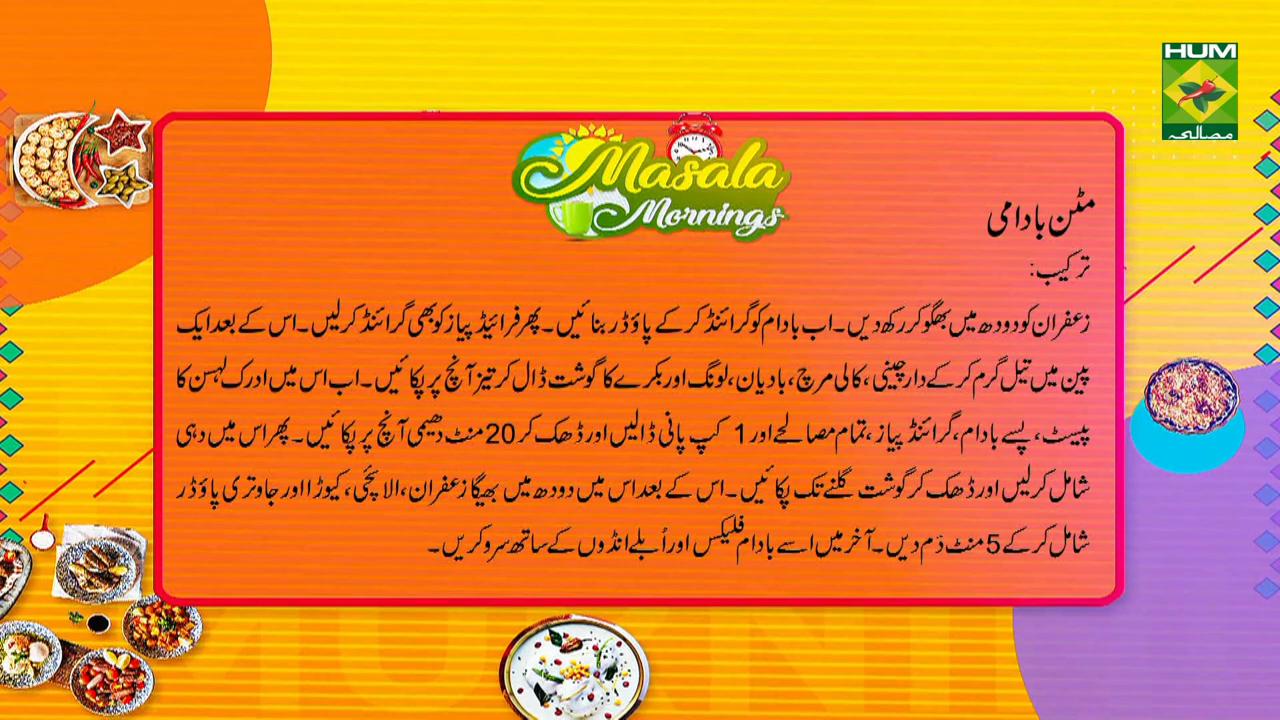 HUM
مصالحہ
Masala
Mornings
مٹن بادامی
ترکیب:
زعفران کو دودھ میں بھگو کر رکھ دیں۔ اب بادام کو گرائنڈ کر کے پاؤڈر بنائیں۔ پھر فرائیڈ پیاز کو بھی گرائنڈ کر لیں۔ اس کے بعد ایک
پین میں تیل گرم کر کے دار چینی، کالی مرچ، بادیان، لونگ اور بکرے کا گوشت ڈال کر تیز آنچ پر پکائیں۔ اب اس میں ادرک لہسن کا
پیسٹ، پسے بادام، گرائنڈ پیاز، تمام مصالحے اور 1 کپ پانی ڈالیں اور ڈھک کر 20 منٹ دھیمی آنچ پر پکائیں۔ پھر اس میں دہی
شامل کر لیں اور ڈھک کر گوشت گلنے تک پکائیں۔ اس کے بعد اس میں دودھ میں بھیگا زعفران، الائچی، کیوڑا اور جاوتری پاؤڈر
شامل کر کے 5 منٹ دَم دیں۔ آخر میں اسے بادام فلیکس اور اُبلے انڈوں کے ساتھ سرو کریں۔